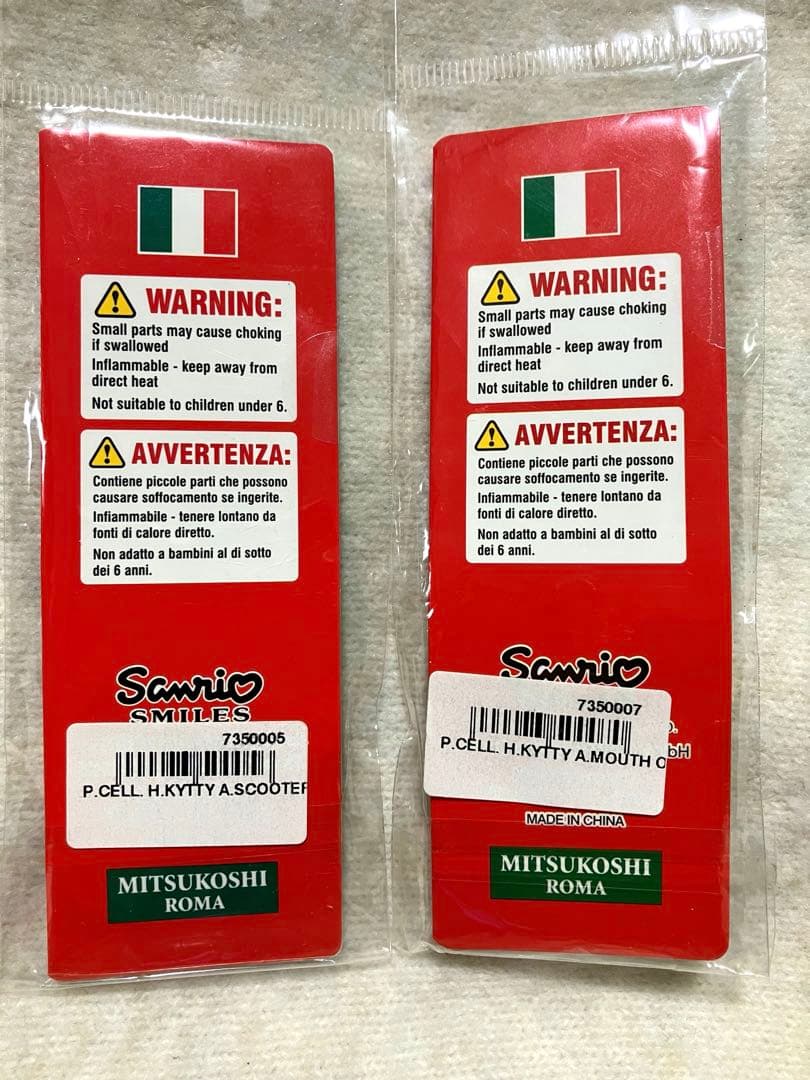 WARNING:
Small parts may cause choking
if swallowed
Inflammable - keep away from
direct heat
Not suitable to children under 6.
AVVERTENZA:
Contiene piccole parti che possono
causare soffocamento se ingerite.
Infiammabile - tenere lontano da
fonti di calore diretto.
Non adatto a bambini al di sotto
dei 6 anni.
Sanrio
SMILES
7350005
P.CELL. H.KYTTY A.SCOOTER
MITSUKOSHI
ROMA
WARNING:
Small parts may cause choking
if swallowed
Inflammable - keep away from
direct heat
Not suitable to children under 6.
AVVERTENZA:
Contiene piccole parti che possono
causare soffocamento se ingerite.
Infiammabile - tenere lontano da
fonti di calore diretto.
Non adatto a bambini al di sotto
dei 6 anni.
Sanrio
7350007
P.CELL. H.KYTTY A.MOUTH O
MADE IN CHINA
MITSUKOSHI
ROMA